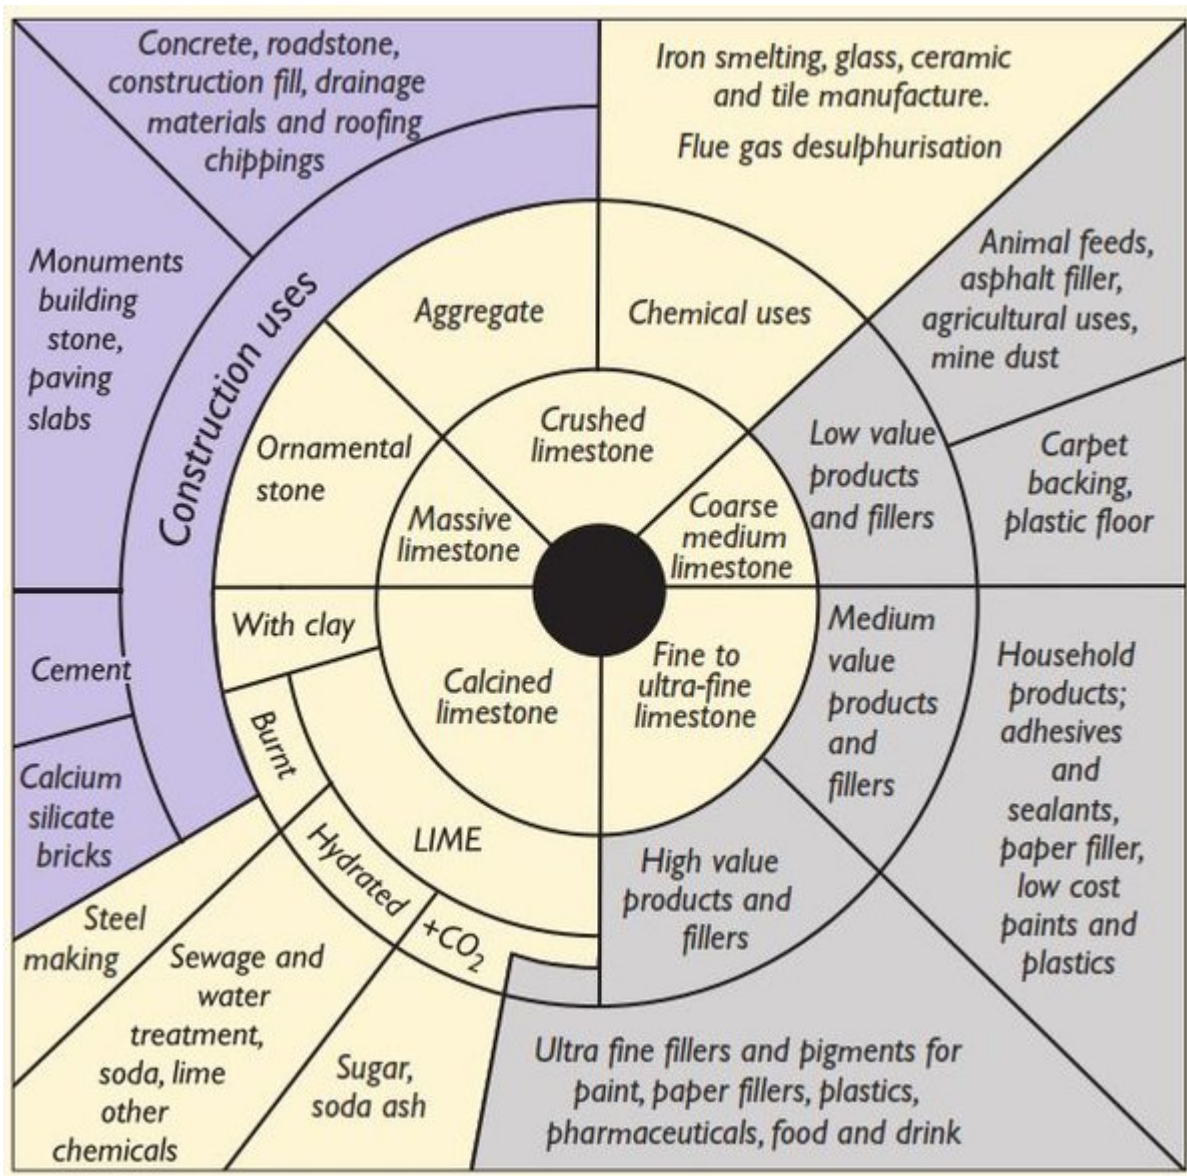 Concrete, roadstone,
construction fill, drainage
materials and roofing
chippings
Iron smelting, glass, ceramic
and tile manufacture.
Flue gas desulphurisation
Monuments
building
stone,
paving
slabs
Construction uses
Aggregate
Chemical uses
Animal feeds,
asphalt filler,
agricultural uses,
mine dust
Ornamental
stone
Crushed
limestone
Low value
products
and fillers
Carpet
backing,
plastic floor
Massive
limestone
Coarse
medium
limestone
With clay
Cement
Calcined
limestone
Fine to
ultra-fine
limestone
Medium
value
products
and
fillers
Household
products;
adhesives
and
sealants,
paper filler,
low cost
paints and
plastics
Calcium
silicate
bricks
Burnt
Hydrated
LIME
+CO2
High value
products and
fillers
Steel
making
Sewage and
water
treatment,
soda, lime
other
chemicals
Sugar,
soda ash
Ultra fine fillers and pigments for
paint, paper fillers, plastics,
pharmaceuticals, food and drink